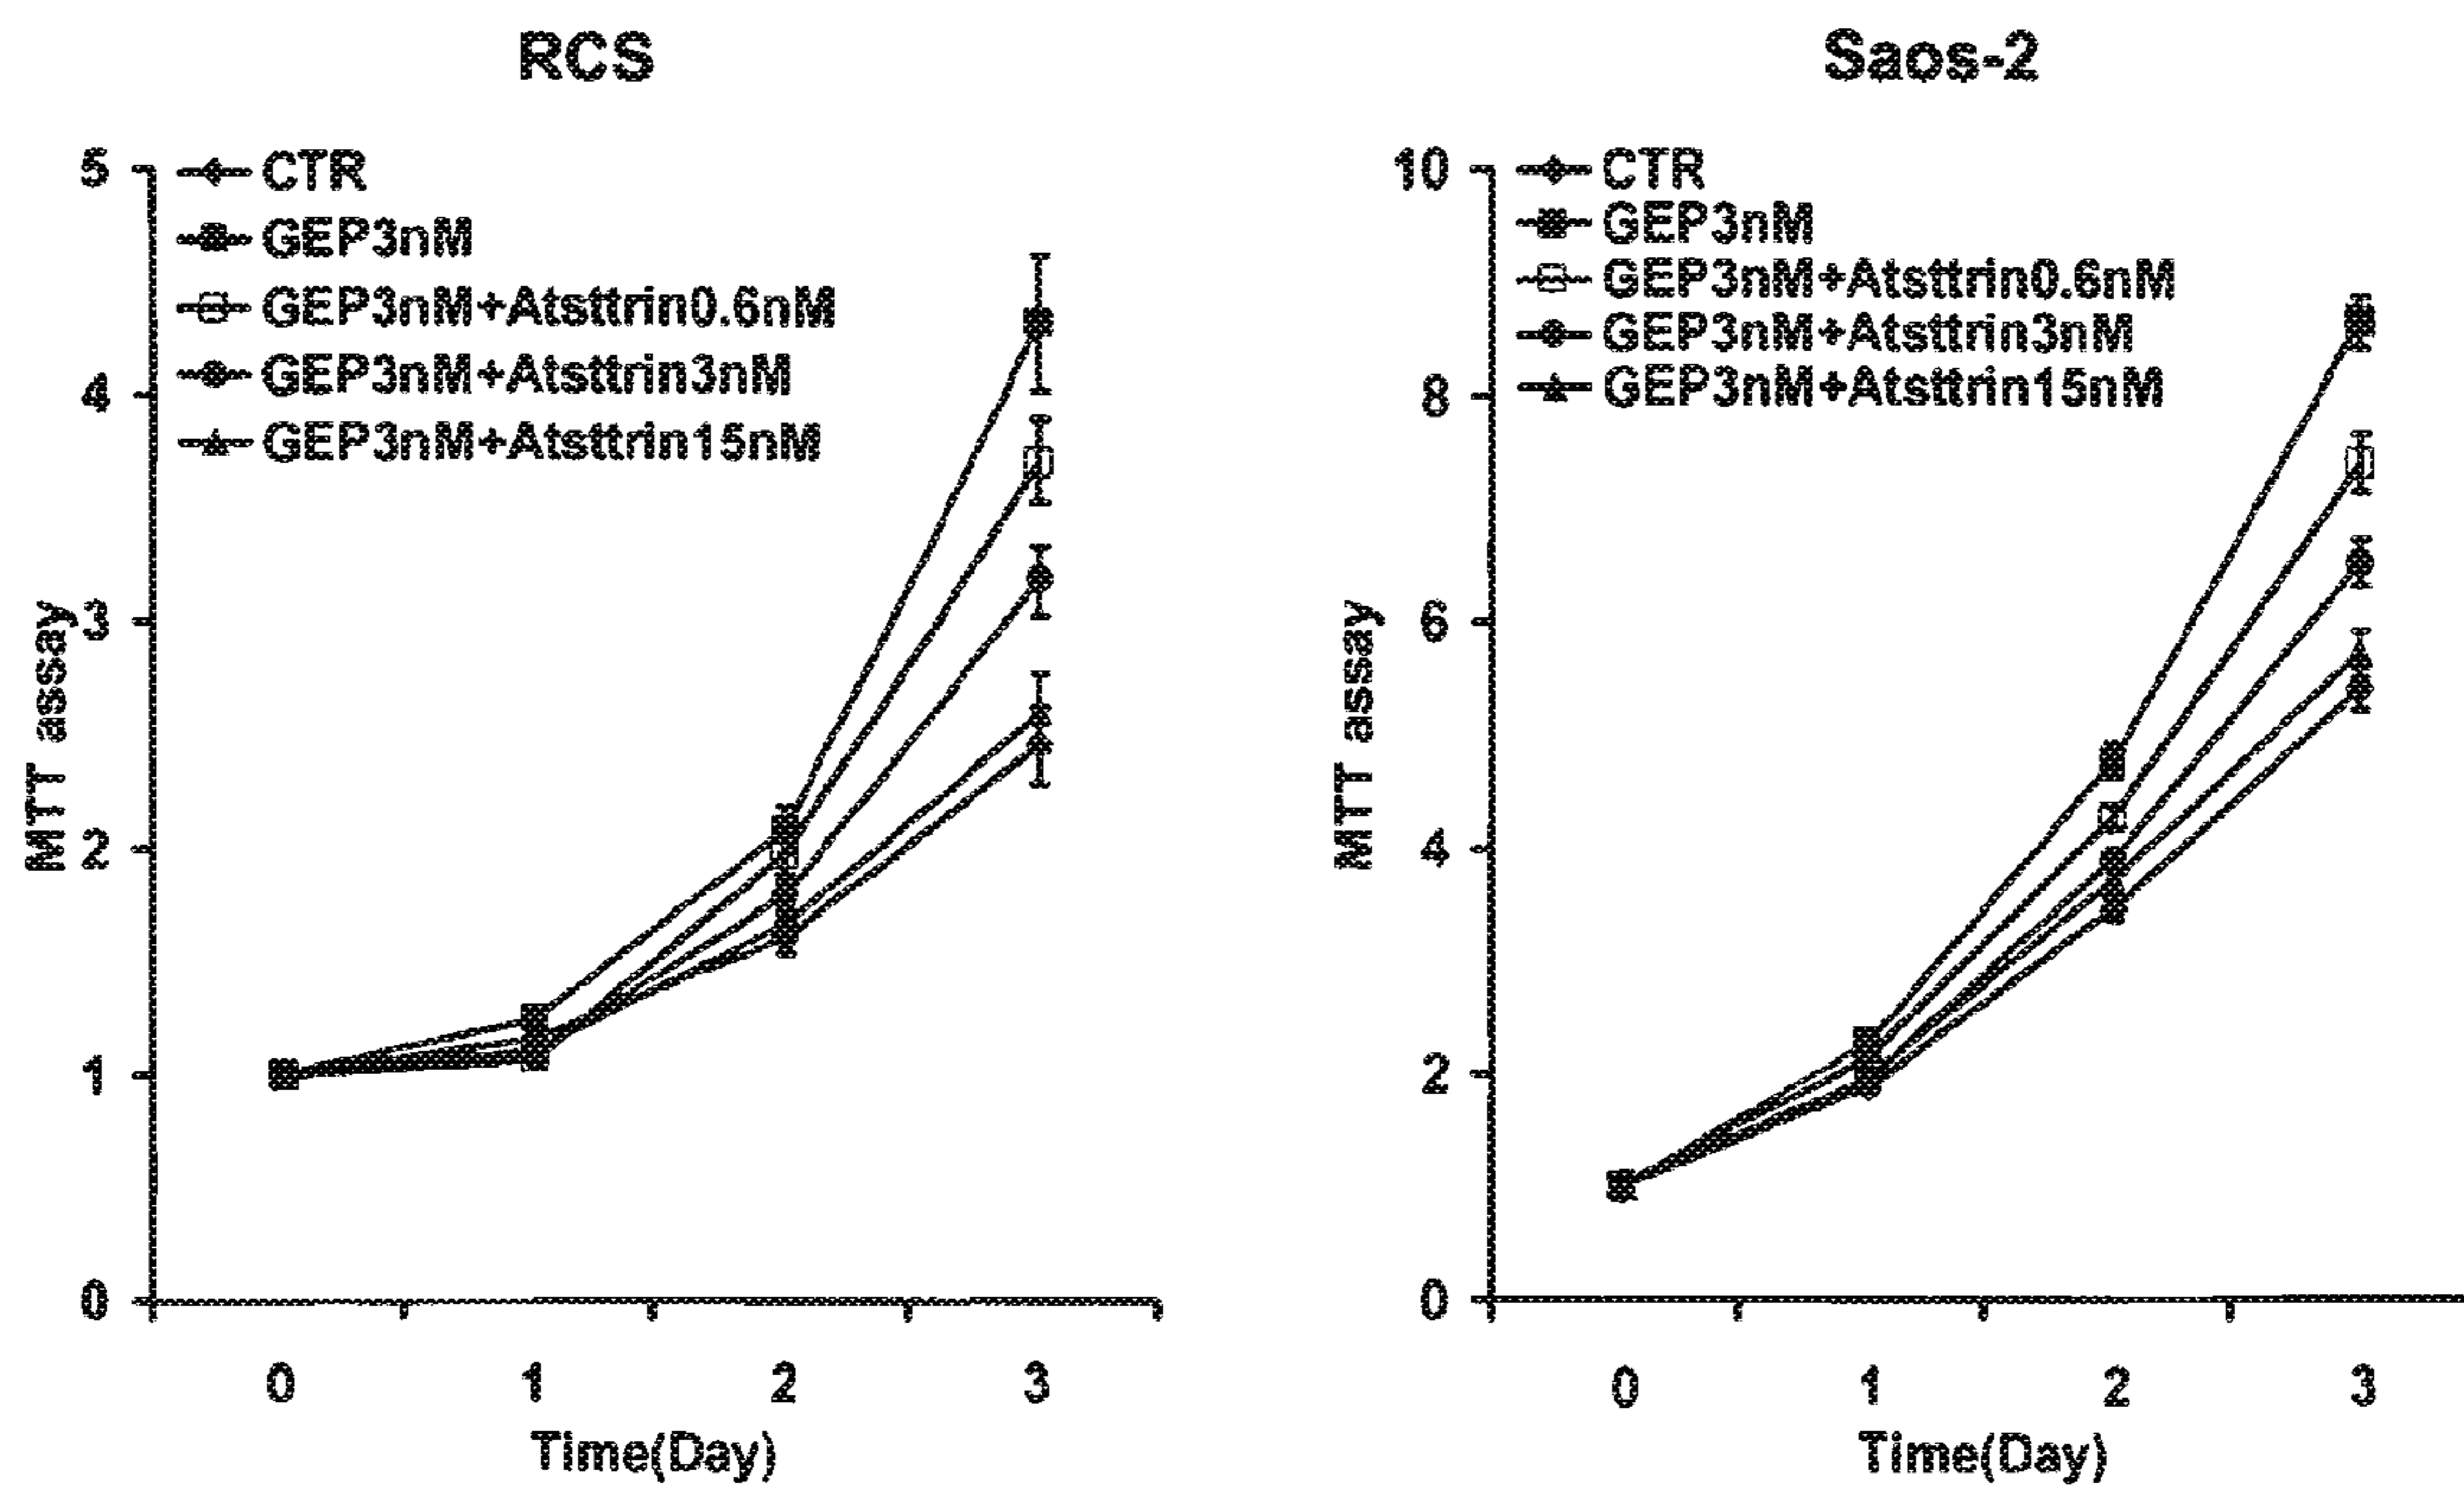 RCS
5
CTR
GEP3nM
GEP3nM+Atsttrin0.6nM
GEP3nM+Atsttrin3nM
GEP3nM+Atsttrin15nM
4
3
2
1
0
MTT assay
0 1 2 3
Time(Day)
Saos-2
10
CTR
GEP3nM
GEP3nM+Atsttrin0.6nM
GEP3nM+Atsttrin3nM
GEP3nM+Atsttrin15nM
8
6
4
2
0
MTT assay
0 1 2 3
Time(Day)